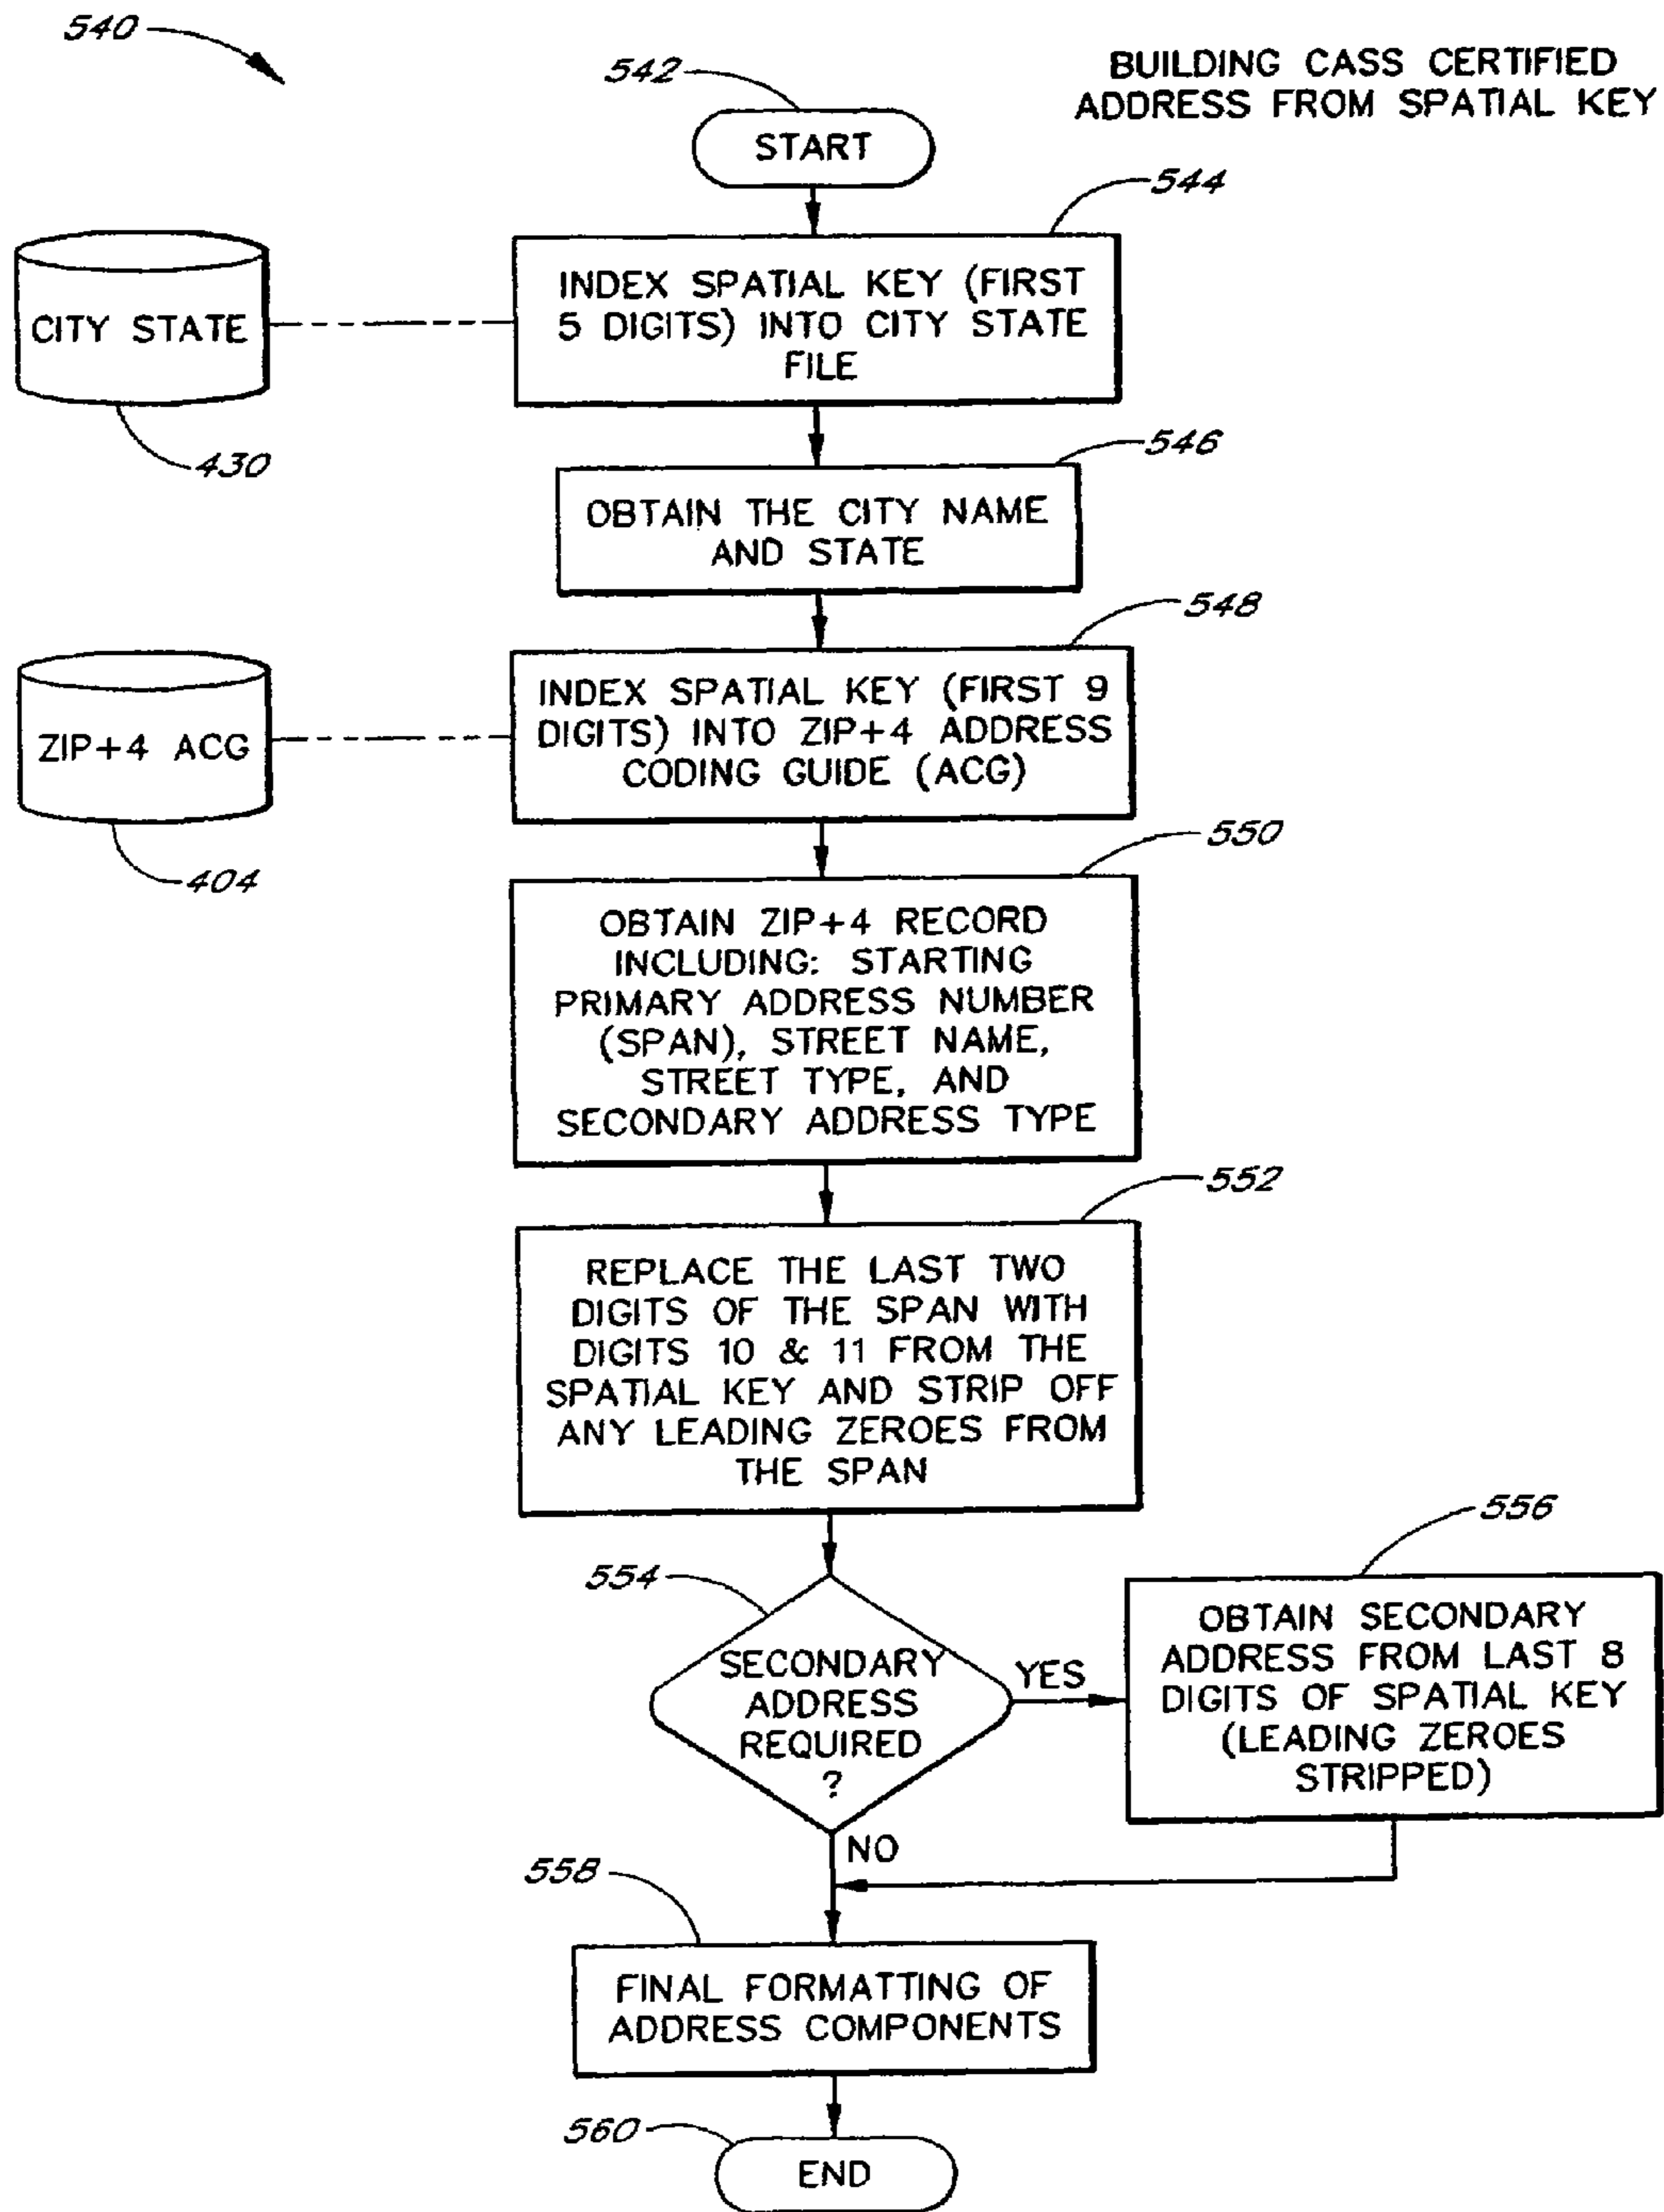 540
BUILDING CASS CERTIFIED
ADDRESS FROM SPATIAL KEY
542
START
544
INDEX SPATIAL KEY (FIRST
5 DIGITS) INTO CITY STATE
FILE
CITY STATE
430
546
OBTAIN THE CITY NAME
AND STATE
548
INDEX SPATIAL KEY (FIRST 9
DIGITS) INTO ZIP+4 ADDRESS
CODING GUIDE (ACG)
ZIP+4 ACG
404
550
OBTAIN ZIP+4 RECORD
INCLUDING: STARTING
PRIMARY ADDRESS NUMBER
(SPAN), STREET NAME,
STREET TYPE, AND
SECONDARY ADDRESS TYPE
552
REPLACE THE LAST TWO
DIGITS OF THE SPAN WITH
DIGITS 10 & 11 FROM THE
SPATIAL KEY AND STRIP OFF
ANY LEADING ZEROES FROM
THE SPAN
554
SECONDARY
ADDRESS
REQUIRED
?
YES
NO
556
OBTAIN SECONDARY
ADDRESS FROM LAST 8
DIGITS OF SPATIAL KEY
(LEADING ZEROES
STRIPPED)
558
FINAL FORMATTING OF
ADDRESS COMPONENTS
560
END